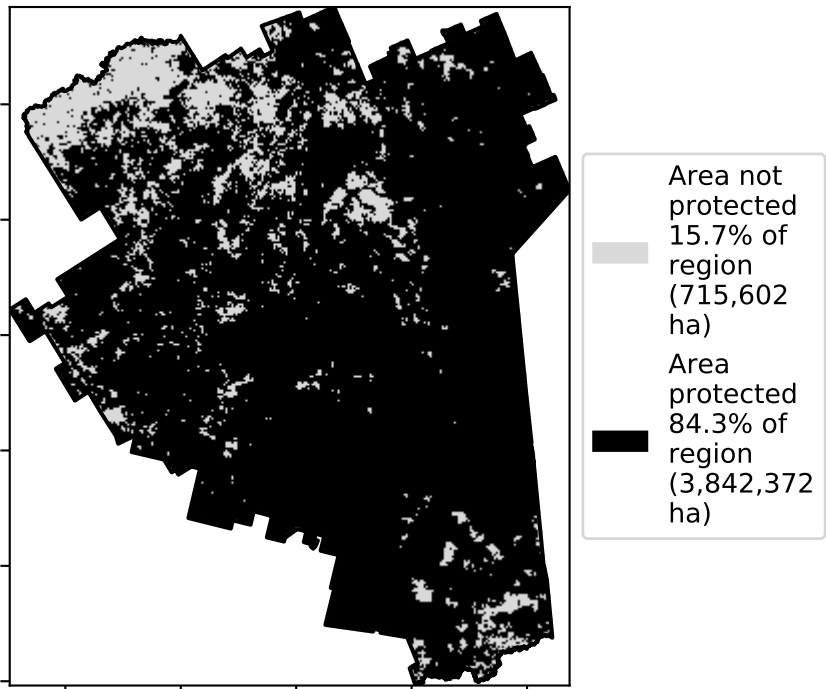 Area not
protected
15.7% of
region
(715,602
ha)
Area
protected
84.3% of
region
(3,842,372
ha)